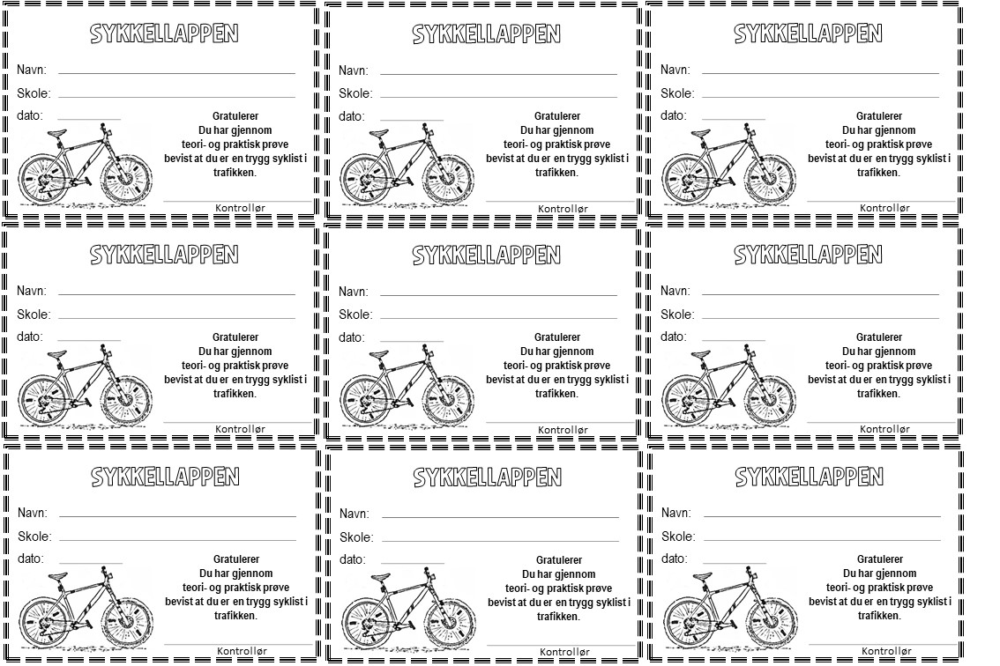 SYKKELLAPPEN
Navn:
Skole:
dato:
Gratulerer
Du har gjennom
teori- og praktisk prøve
bevist at du er en trygg syklist i
trafikken.
Kontrollør
SYKKELLAPPEN
Navn:
Skole:
dato:
Gratulerer
Du har gjennom
teori- og praktisk prøve
bevist at du er en trygg syklist i
trafikken.
Kontrollør
SYKKELLAPPEN
Navn:
Skole:
dato:
Gratulerer
Du har gjennom
teori- og praktisk prøve
bevist at du er en trygg syklist i
trafikken.
Kontrollør
SYKKELLAPPEN
Navn:
Skole:
dato:
Gratulerer
Du har gjennom
teori- og praktisk prøve
bevist at du er en trygg syklist i
trafikken.
Kontrollør
SYKKELLAPPEN
Navn:
Skole:
dato:
Gratulerer
Du har gjennom
teori- og praktisk prøve
bevist at du er en trygg syklist i
trafikken.
Kontrollør
SYKKELLAPPEN
Navn:
Skole:
dato:
Gratulerer
Du har gjennom
teori- og praktisk prøve
bevist at du er en trygg syklist i
trafikken.
Kontrollør
SYKKELLAPPEN
Navn:
Skole:
dato:
Gratulerer
Du har gjennom
teori- og praktisk prøve
bevist at du er en trygg syklist i
trafikken.
Kontrollør
SYKKELLAPPEN
Navn:
Skole:
dato:
Gratulerer
Du har gjennom
teori- og praktisk prøve
bevist at du er en trygg syklist i
trafikken.
Kontrollør
SYKKELLAPPEN
Navn:
Skole:
dato:
Gratulerer
Du har gjennom
teori- og praktisk prøve
bevist at du er en trygg syklist i
trafikken.
Kontrollør